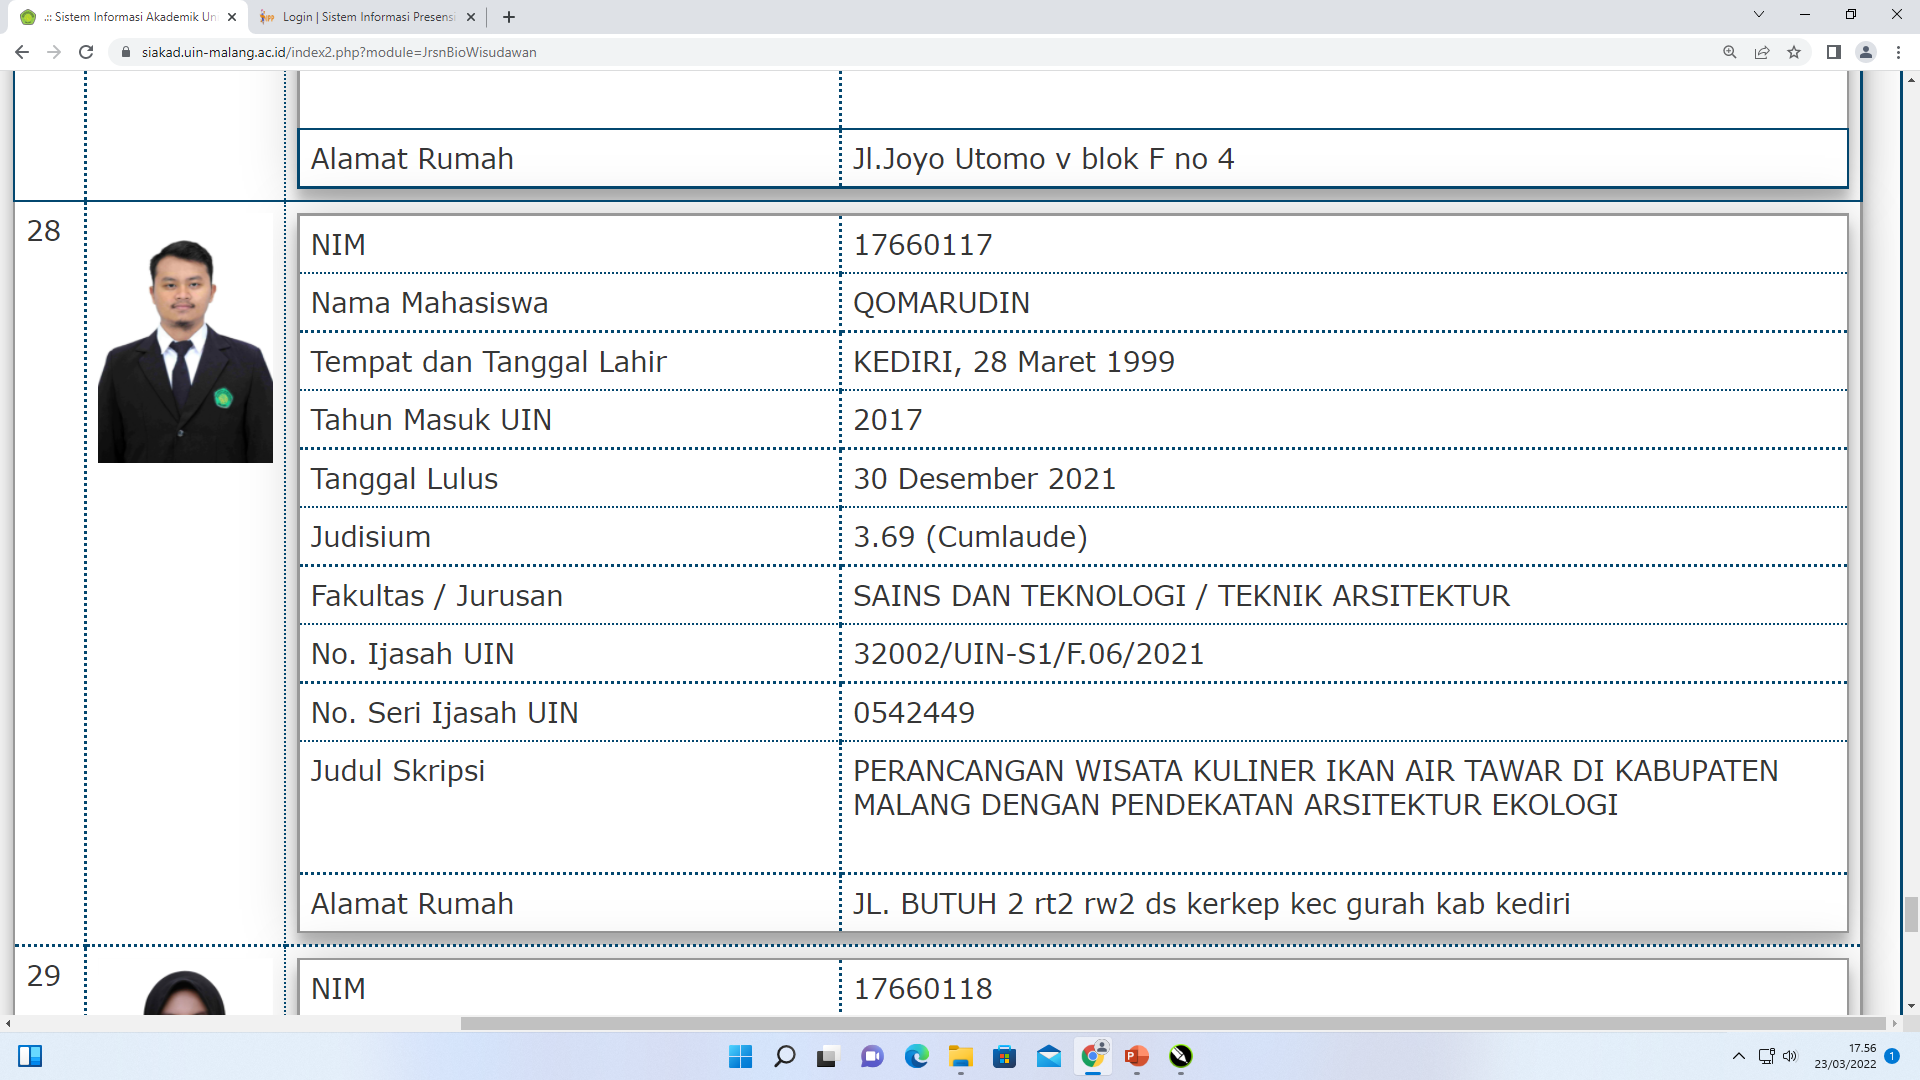 .:: Sistem Informasi Akademik Un
Login | Sistem Informasi Presensi
siakad.uin-malang.ac.id/index2.php?module=JrsnBioWisudawan
Alamat Rumah Jl.Joyo Utomo v blok F no 4
28
NIM 17660117
Nama Mahasiswa QOMARUDIN
Tempat dan Tanggal Lahir KEDIRI, 28 Maret 1999
Tahun Masuk UIN 2017
Tanggal Lulus 30 Desember 2021
Judisium 3.69 (Cumlaude)
Fakultas / Jurusan SAINS DAN TEKNOLOGI / TEKNIK ARSITEKTUR
No. Ijasah UIN 32002/UIN-S1/F.06/2021
No. Seri Ijasah UIN 0542449
Judul Skripsi PERANCANGAN WISATA KULINER IKAN AIR TAWAR DI KABUPATEN
MALANG DENGAN PENDEKATAN ARSITEKTUR EKOLOGI
Alamat Rumah JL. BUTUH 2 rt2 rw2 ds kerkep kec gurah kab kediri
29
NIM 17660118
17.56
23/03/2022
1